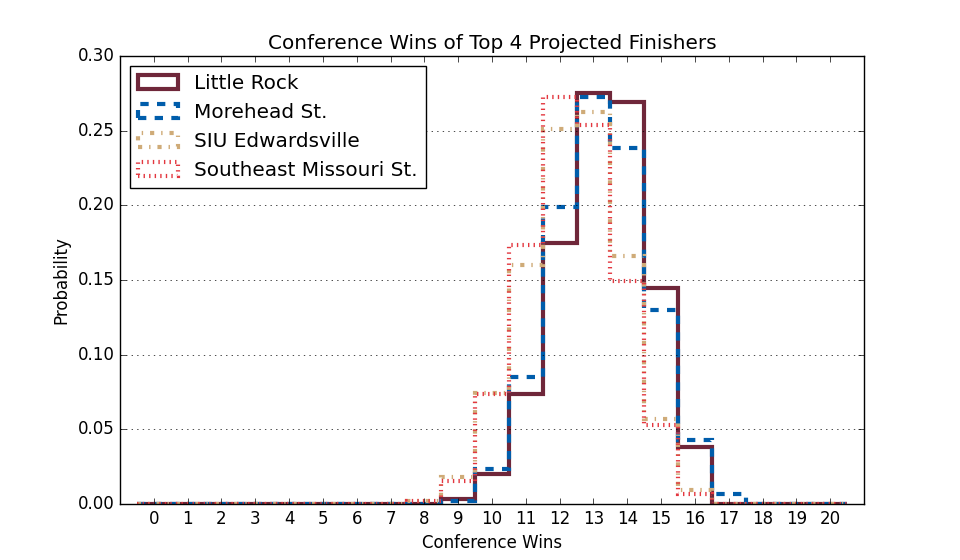 Conference Wins of Top 4 Projected Finishers
0.30
0.25
0.20
0.15
0.10
0.05
0.00
Probability
Little Rock
Morehead St.
SIU Edwardsville
Southeast Missouri St.
0 1 2 3 4 5 6 7 8 9 10 11 12 13 14 15 16 17 18 19 20
Conference Wins